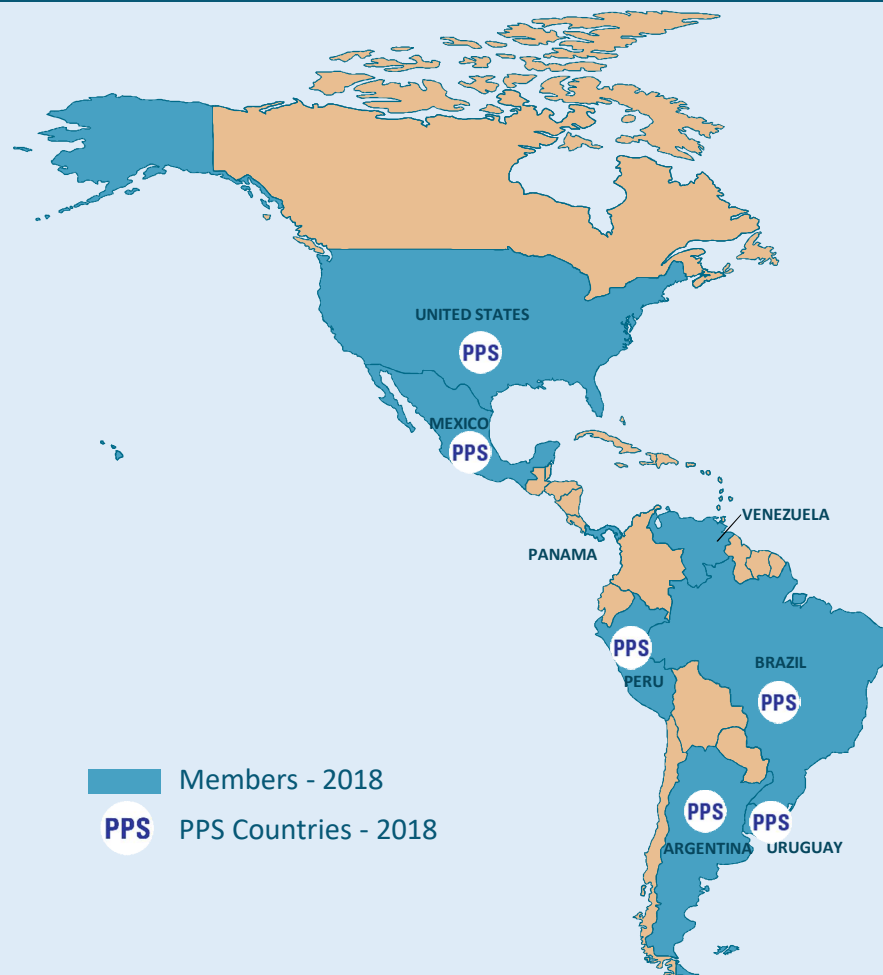 UNITED STATES
PPS
MEXICO
PPS
VENEZUELA
PANAMA
PPS
PERU
BRAZIL
PPS
PPS
ARGENTINA
PPS
URUGUAY
Members - 2018
PPS
PPS Countries - 2018